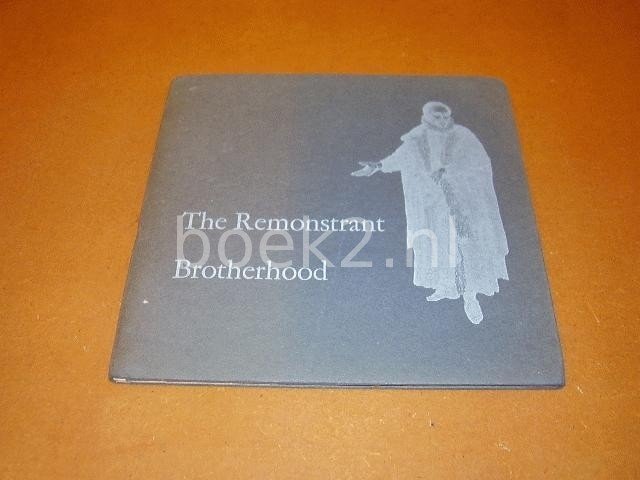 The Remonstrant
boek2.nl
Brotherhood